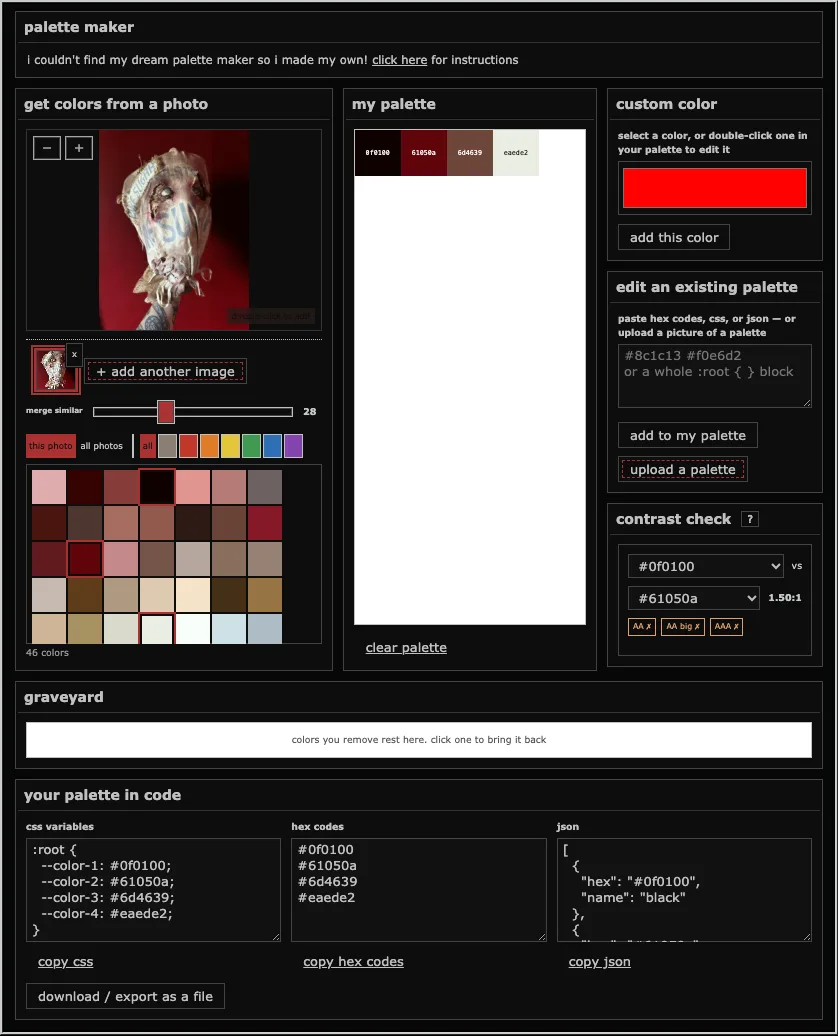 palette maker
i couldn't find my dream palette maker so i made my own! click here for instructions
get colors from a photo
− +
x
+ add another image
merge similar 28
this photo all photos all
46 colors
my palette
0f0100 61050a 6d4639 eaede2
clear palette
custom color
select a color, or double-click one in
your palette to edit it
add this color
edit an existing palette
paste hex codes, css, or json — or
upload a picture of a palette
#8c1c13 #f0e6d2
or a whole :root { } block
add to my palette
upload a palette
contrast check ?
#0f0100 vs
#61050a 1.50:1
AA ✗ AA big ✗ AAA ✗
graveyard
colors you remove rest here. click one to bring it back
your palette in code
css variables
:root {
--color-1: #0f0100;
--color-2: #61050a;
--color-3: #6d4639;
--color-4: #eaede2;
}
copy css
hex codes
#0f0100
#61050a
#6d4639
#eaede2
copy hex codes
json
[
{
"hex": "#0f0100",
"name": "black"
},
{
copy json
download / export as a file